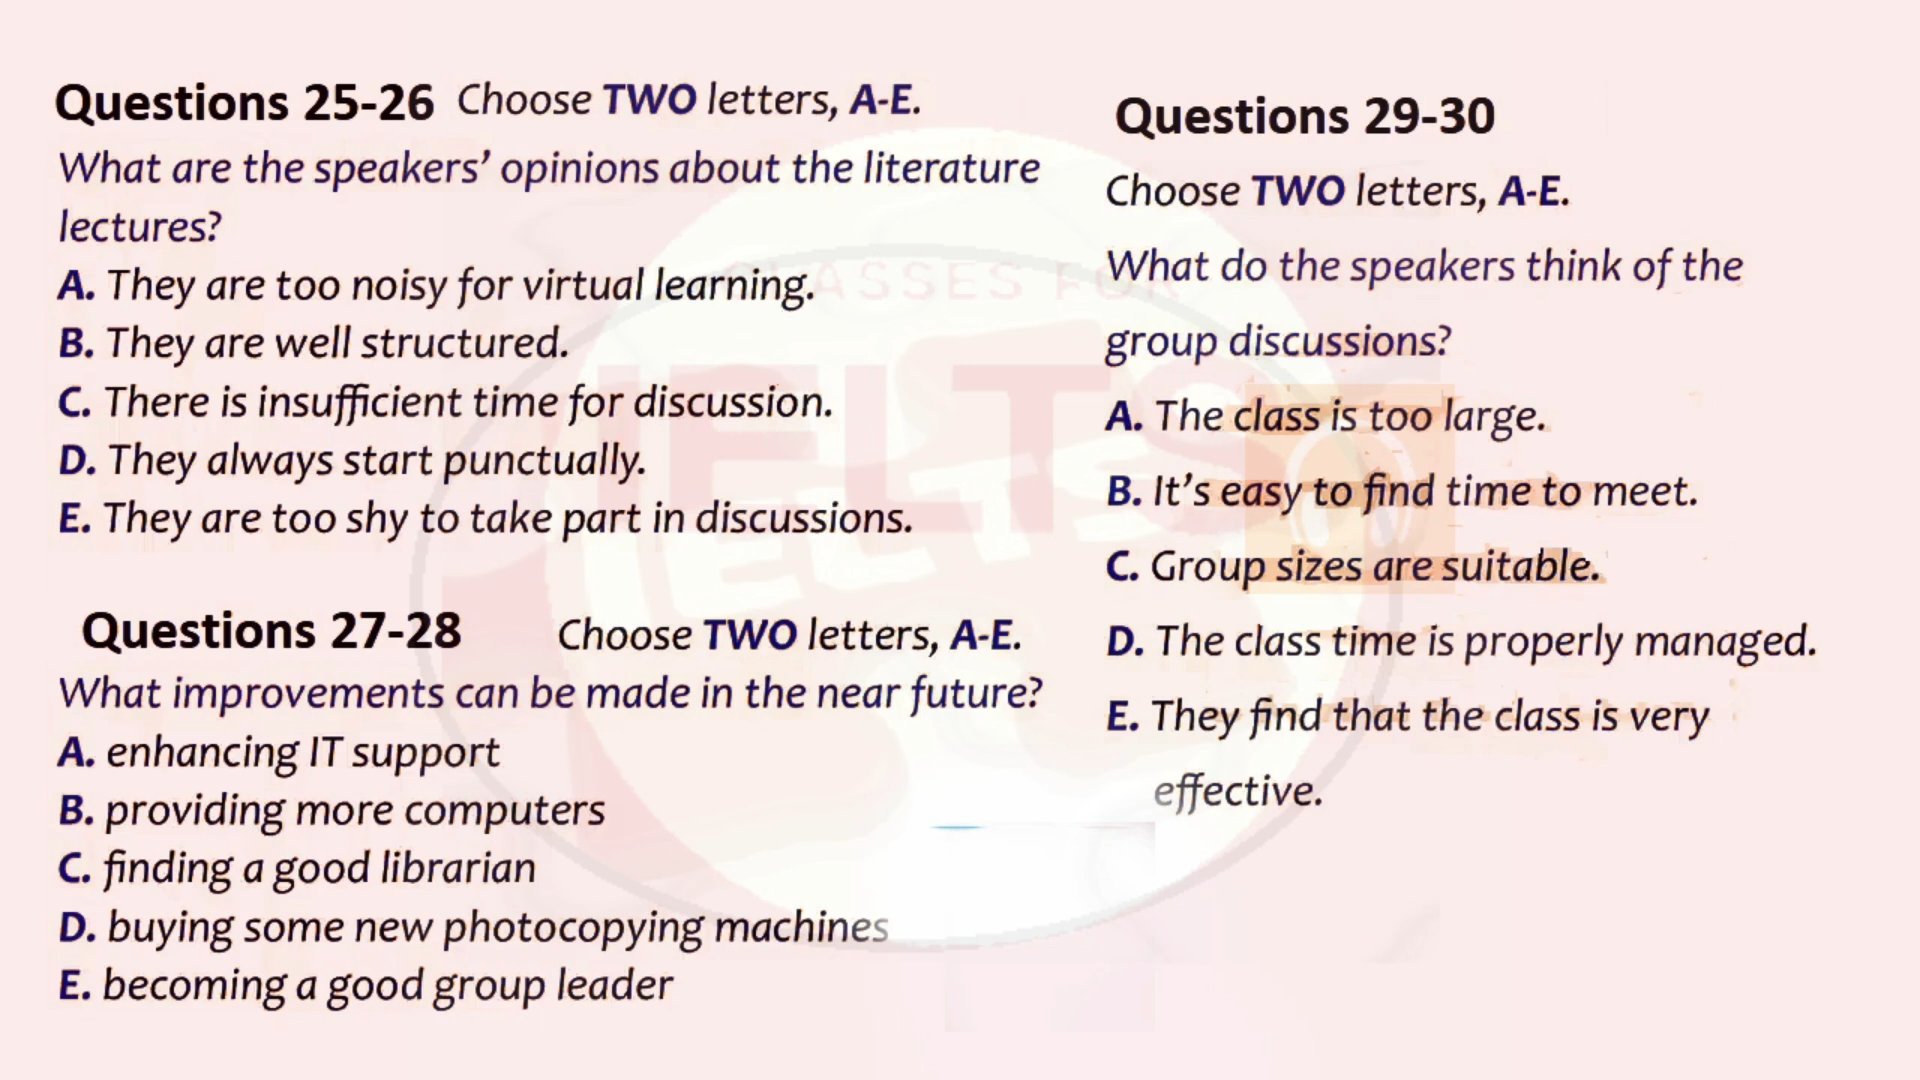 Questions 25-26 Choose TWO letters, A-E.
What are the speakers’ opinions about the literature
lectures?
A. They are too noisy for virtual learning.
B. They are well structured.
C. There is insufficient time for discussion.
D. They always start punctually.
E. They are too shy to take part in discussions.
Questions 27-28 Choose TWO letters, A-E.
What improvements can be made in the near future?
A. enhancing IT support
B. providing more computers
C. finding a good librarian
D. buying some new photocopying machines
E. becoming a good group leader
Questions 29-30
Choose TWO letters, A-E.
What do the speakers think of the
group discussions?
A. The class is too large.
B. It’s easy to find time to meet.
C. Group sizes are suitable.
D. The class time is properly managed.
E. They find that the class is very
effective.
CLASSES FOR
IELTS
IELTS